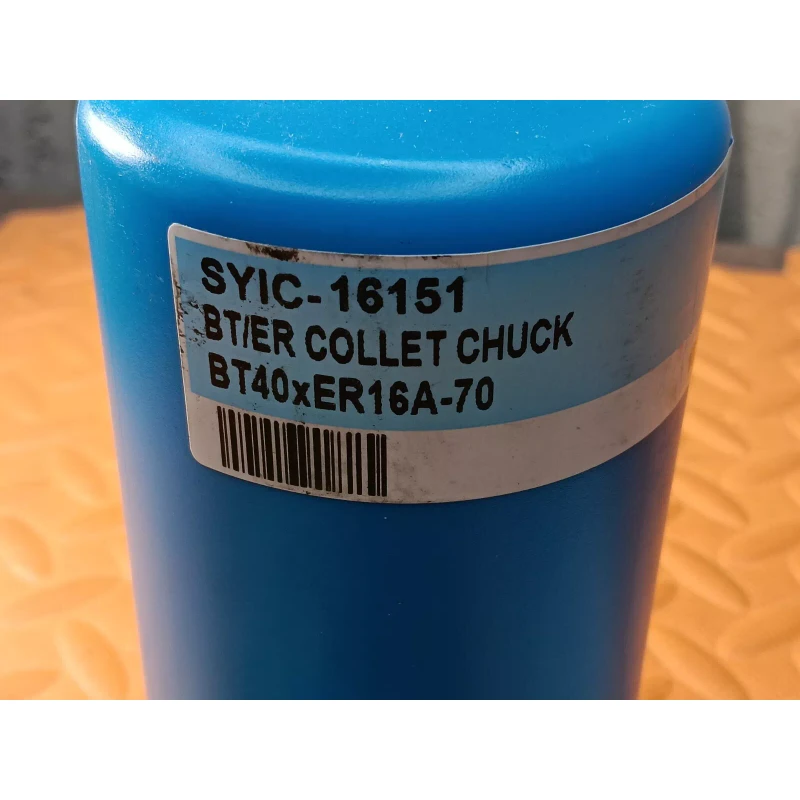 SYIC-16151
BT/ER COLLET CHUCK
BT40xER16A-70